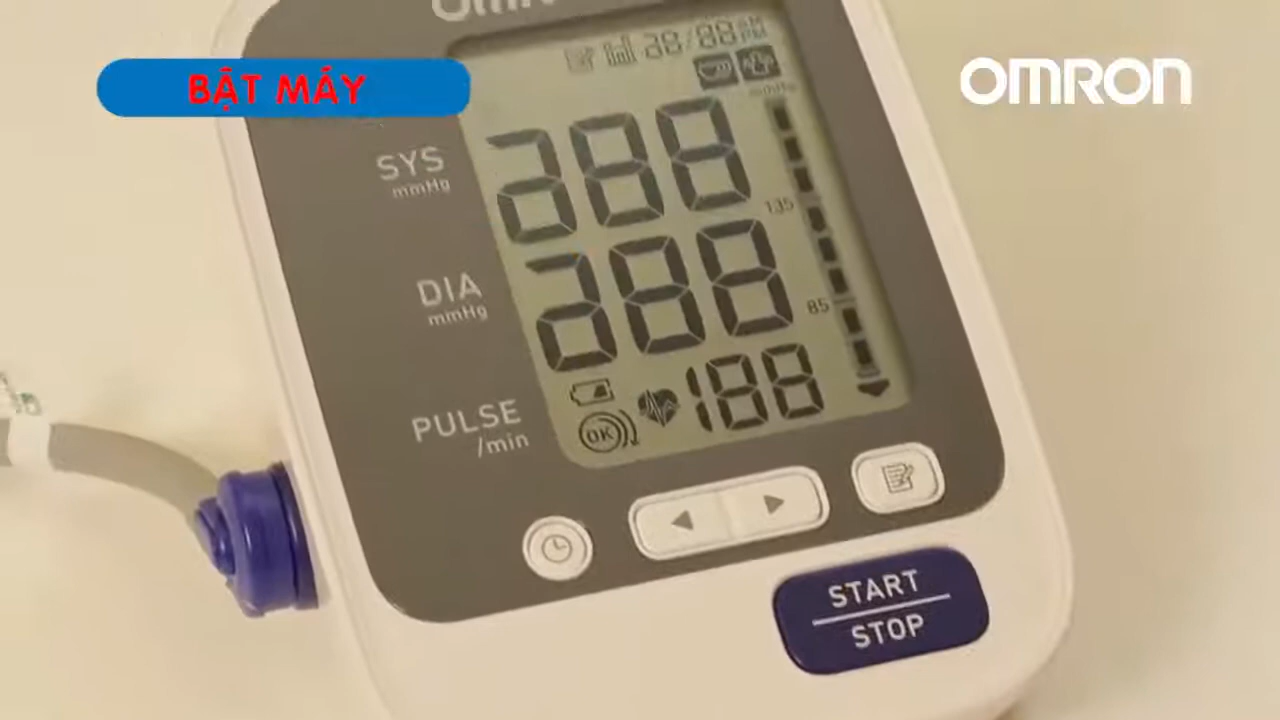 BẬT MÁY
OMRON
SYS
mmHg
288
135
DIA
mmHg
288
85
PULSE
/min
OK
188
START
STOP